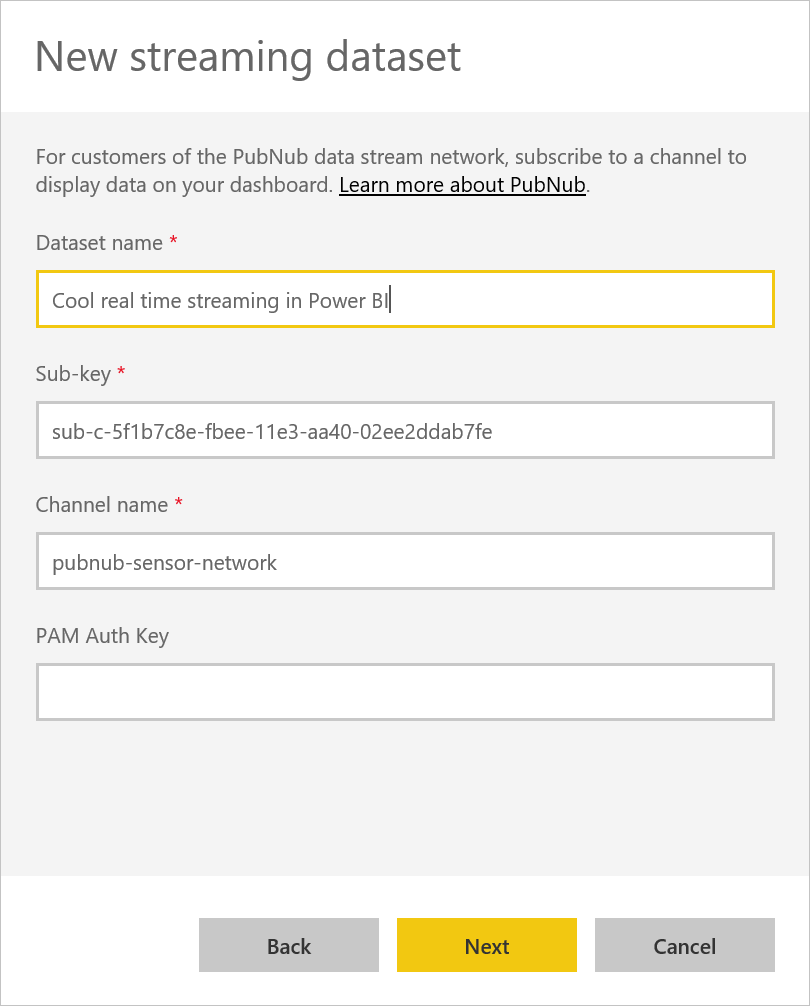 New streaming dataset
For customers of the PubNub data stream network, subscribe to a channel to
display data on your dashboard. Learn more about PubNub.
Dataset name *
Cool real time streaming in Power BI
Sub-key *
sub-c-5f1b7c8e-fbee-11e3-aa40-02ee2ddab7fe
Channel name *
pubnub-sensor-network
PAM Auth Key
Back Next Cancel